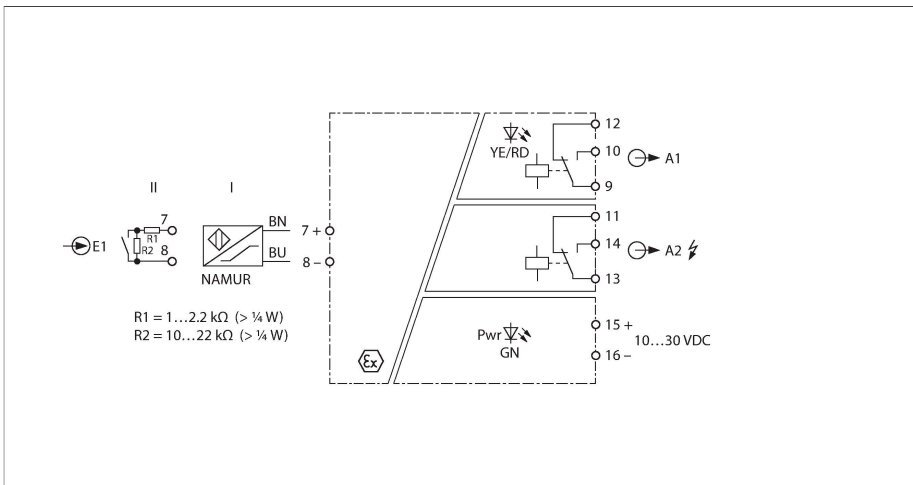 12
YE/RD
10
A1
9
II
I
11
7
BN
7 +
14
E1
R1
R2
8
BU
8 –
A2
NAMUR
13
R1 = 1…2.2 kΩ (> ¼ W)
R2 = 10…22 kΩ (> ¼ W)
Pwr
GN
15 +
10…30 VDC
16 –
Ex